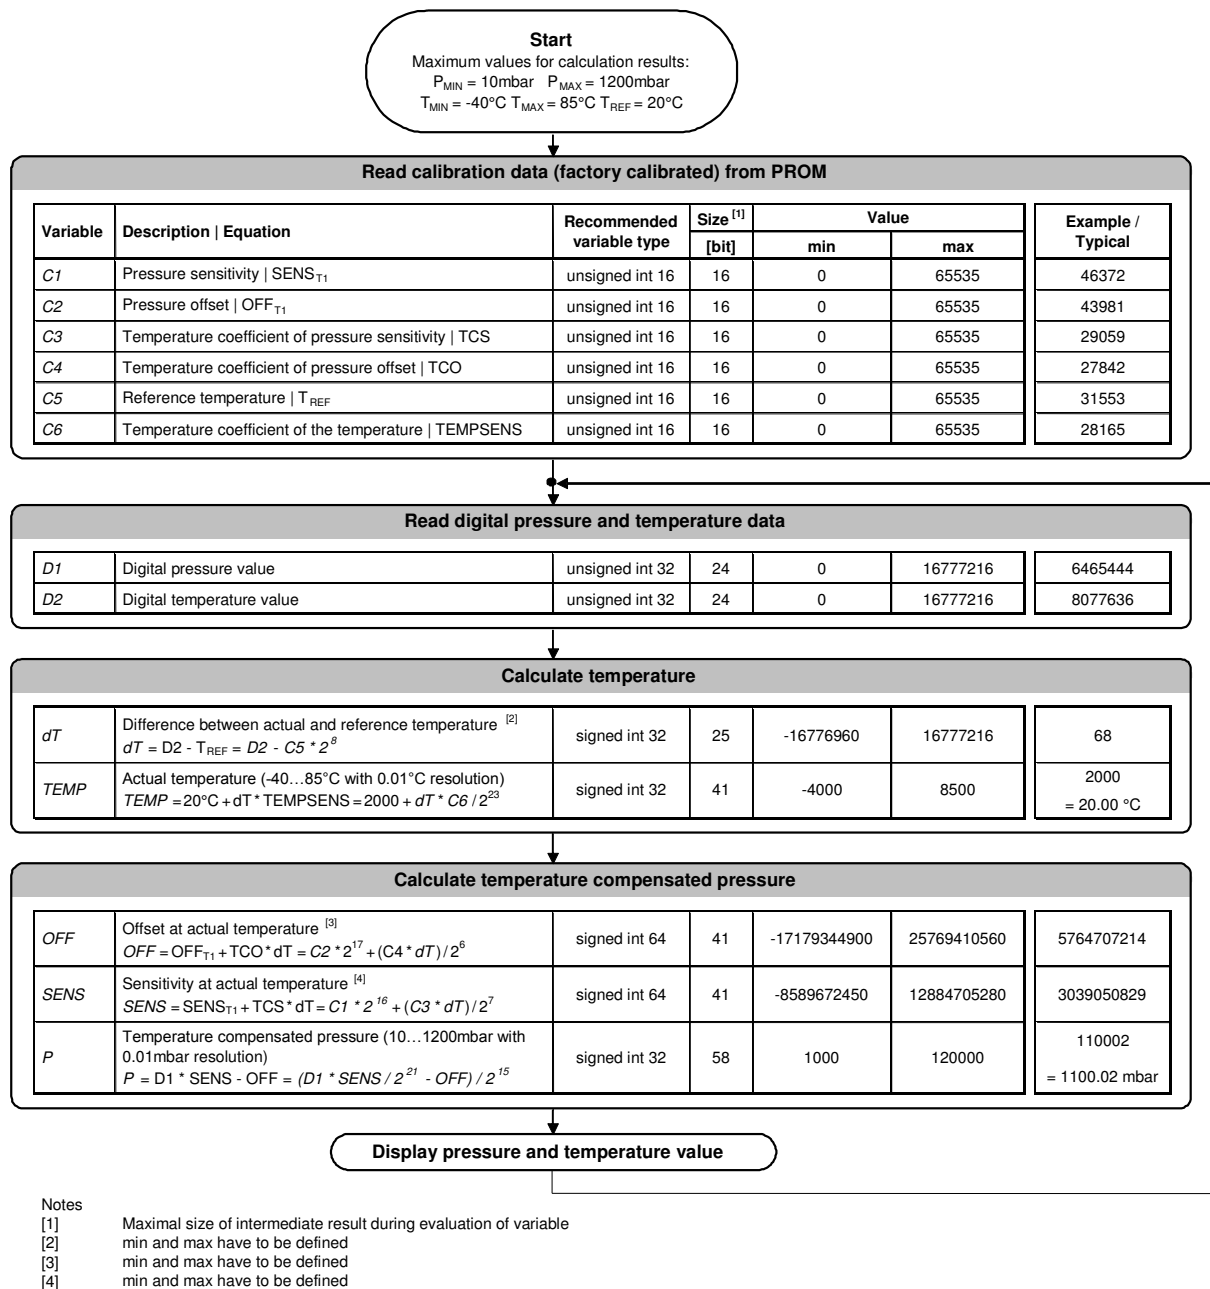 Start
Maximum values for calculation results:
P_MIN = 10mbar P_MAX = 1200mbar
T_MIN = -40°C T_MAX = 85°C T_REF = 20°C
Read calibration data (factory calibrated) from PROM
Variable Description | Equation Recommended variable type Size [1] [bit] Value min max Example / Typical
C1 Pressure sensitivity | SENS_T1 unsigned int 16 16 0 65535 46372
C2 Pressure offset | OFF_T1 unsigned int 16 16 0 65535 43981
C3 Temperature coefficient of pressure sensitivity | TCS unsigned int 16 16 0 65535 29059
C4 Temperature coefficient of pressure offset | TCO unsigned int 16 16 0 65535 27842
C5 Reference temperature | T_REF unsigned int 16 16 0 65535 31553
C6 Temperature coefficient of the temperature | TEMPSENS unsigned int 16 16 0 65535 28165
Read digital pressure and temperature data
D1 Digital pressure value unsigned int 32 24 0 16777216 6465444
D2 Digital temperature value unsigned int 32 24 0 16777216 8077636
Calculate temperature
Difference between actual and reference temperature [2]
dT dT = D2 - T_REF = D2 - C5 * 2^8 signed int 32 25 -16776960 16777216 68
Actual temperature (-40…85°C with 0.01°C resolution)
TEMP TEMP = 20°C + dT * TEMPSENS = 2000 + dT * C6 / 2^23 signed int 32 41 -4000 8500 2000
= 20.00 °C
Calculate temperature compensated pressure
Offset at actual temperature [3]
OFF OFF = OFF_T1 + TCO * dT = C2 * 2^17 + (C4 * dT) / 2^6 signed int 64 41 -17179344900 25769410560 5764707214
Sensitivity at actual temperature [4]
SENS SENS = SENS_T1 + TCS * dT = C1 * 2^16 + (C3 * dT) / 2^7 signed int 64 41 -8589672450 12884705280 3039050829
Temperature compensated pressure (10…1200mbar with
0.01mbar resolution)
P P = D1 * SENS - OFF = (D1 * SENS / 2^21 - OFF) / 2^15 signed int 32 58 1000 120000 110002
= 1100.02 mbar
Display pressure and temperature value
Notes
[1] Maximal size of intermediate result during evaluation of variable
[2] min and max have to be defined
[3] min and max have to be defined
[4] min and max have to be defined